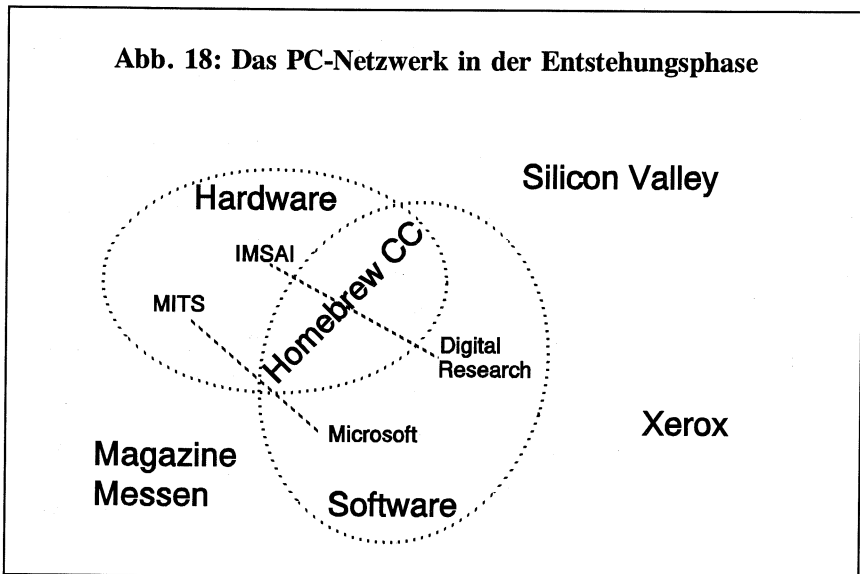 Abb. 18: Das PC-Netzwerk in der Entstehungsphase
Silicon Valley
Hardware
IMSAI
Homebrew CC
MITS
Digital
Research
Microsoft
Xerox
Magazine
Messen
Software